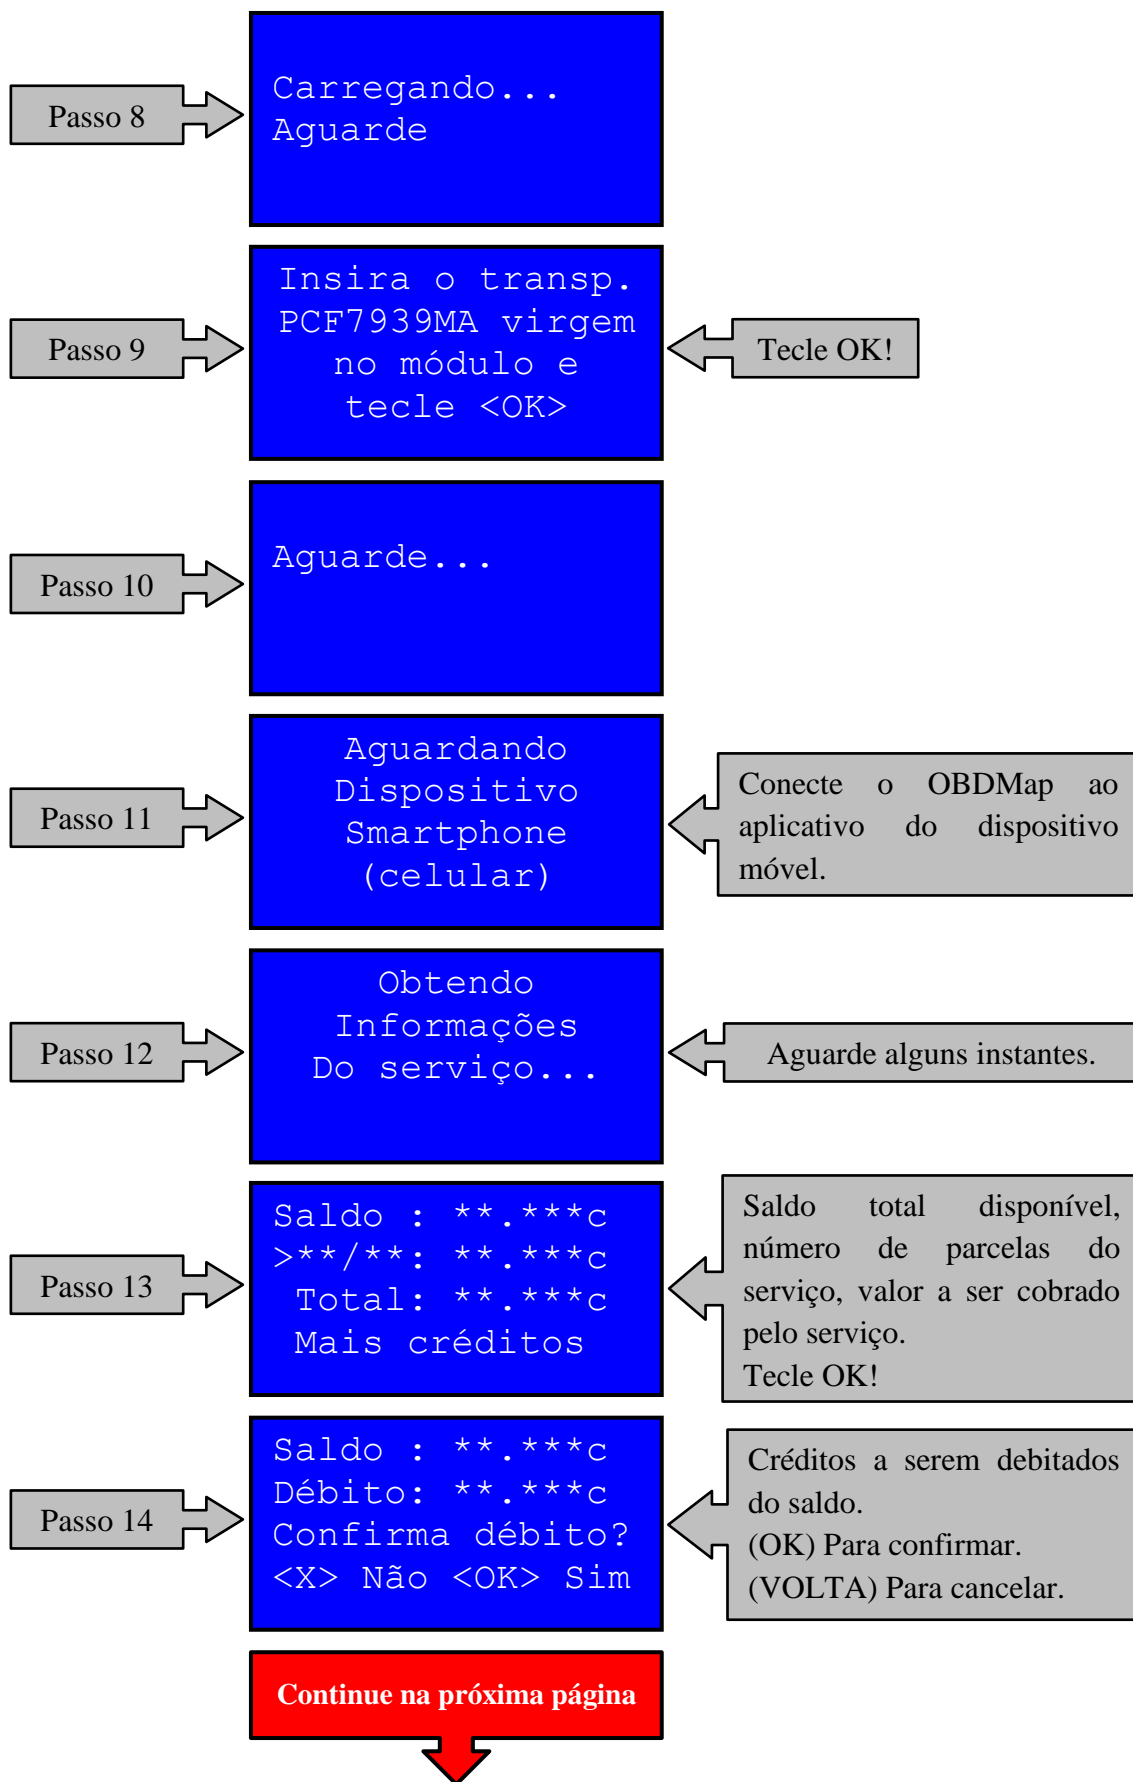 Passo 8
Carregando...
Aguarde
Passo 9
Insira o transp.
PCF7939MA virgem
no módulo e
tecle <OK>
Tecle OK!
Passo 10
Aguarde...
Passo 11
Aguardando
Dispositivo
Smartphone
(celular)
Conecte o OBDMap ao
aplicativo do dispositivo
móvel.
Passo 12
Obtendo
Informações
Do serviço...
Aguarde alguns instantes.
Passo 13
Saldo : **.***c
>**/**: **.***c
Total: **.***c
Mais créditos
Saldo total disponível,
número de parcelas do
serviço, valor a ser cobrado
pelo serviço.
Tecle OK!
Passo 14
Saldo : **.***c
Débito: **.***c
Confirma débito?
<X> Não <OK> Sim
Créditos a serem debitados
do saldo.
(OK) Para confirmar.
(VOLTA) Para cancelar.
Continue na próxima página